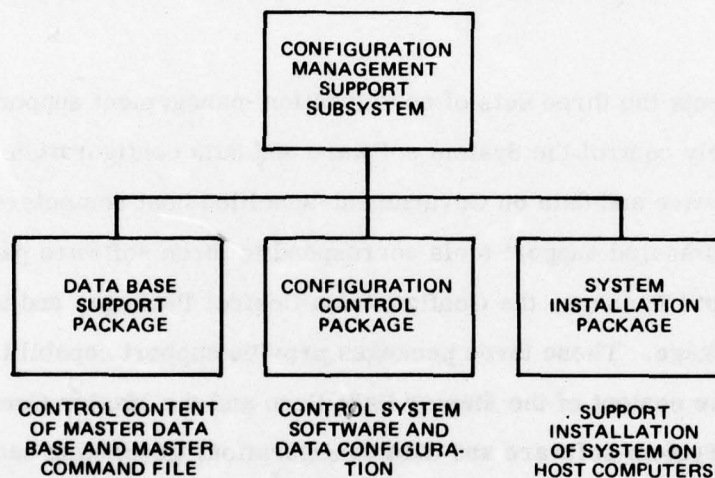 CONFIGURATION
MANAGEMENT
SUPPORT
SUBSYSTEM
DATA BASE
SUPPORT
PACKAGE
CONFIGURATION
CONTROL
PACKAGE
SYSTEM
INSTALLATION
PACKAGE
CONTROL CONTENT
OF MASTER DATA
BASE AND MASTER
COMMAND FILE
CONTROL SYSTEM
SOFTWARE AND
DATA CONFIGURA-
TION
SUPPORT
INSTALLATION
OF SYSTEM ON
HOST COMPUTERS